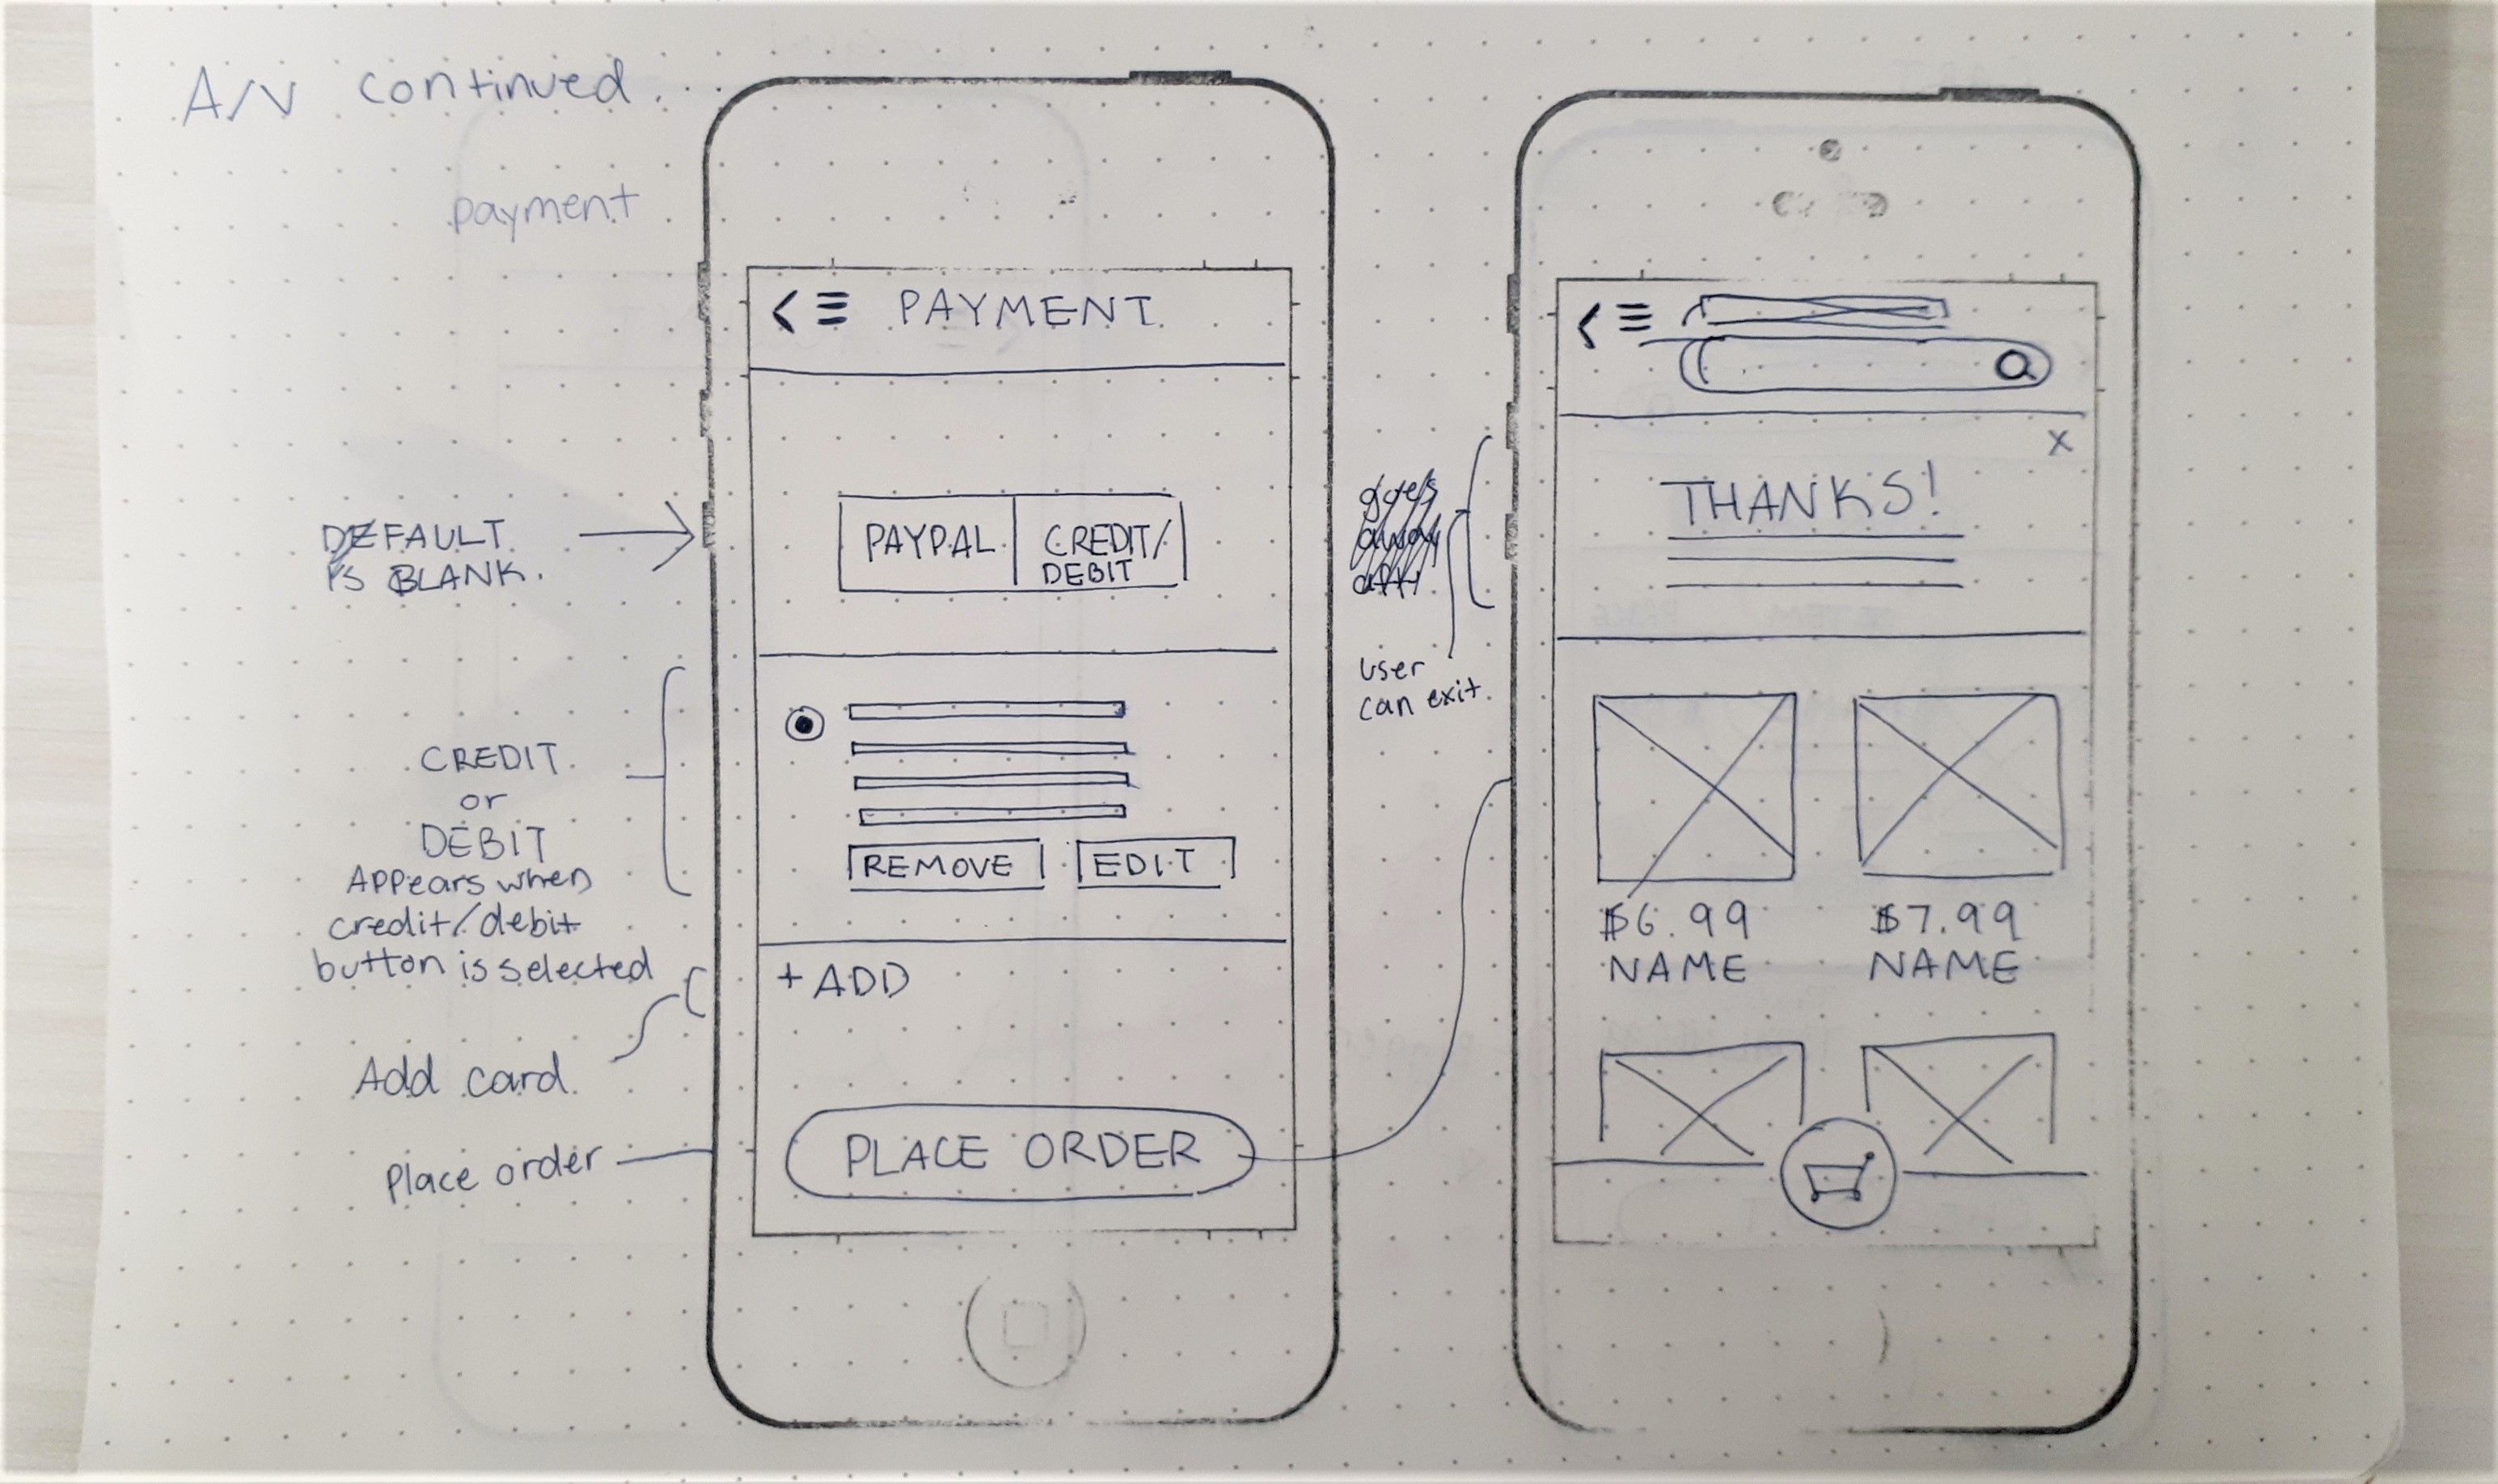 A/V continued.
payment
DEFAULT
IS BLANK.
CREDIT
or
DEBIT
Appears when
credit/debit
button is selected
Add card
Place order
< ≡ PAYMENT
PAYPAL
CREDIT/
DEBIT
REMOVE
EDIT
+ ADD
PLACE ORDER
goes
away
user
can exit.
< ≡
X
THANKS!
$6.99
NAME
$7.99
NAME